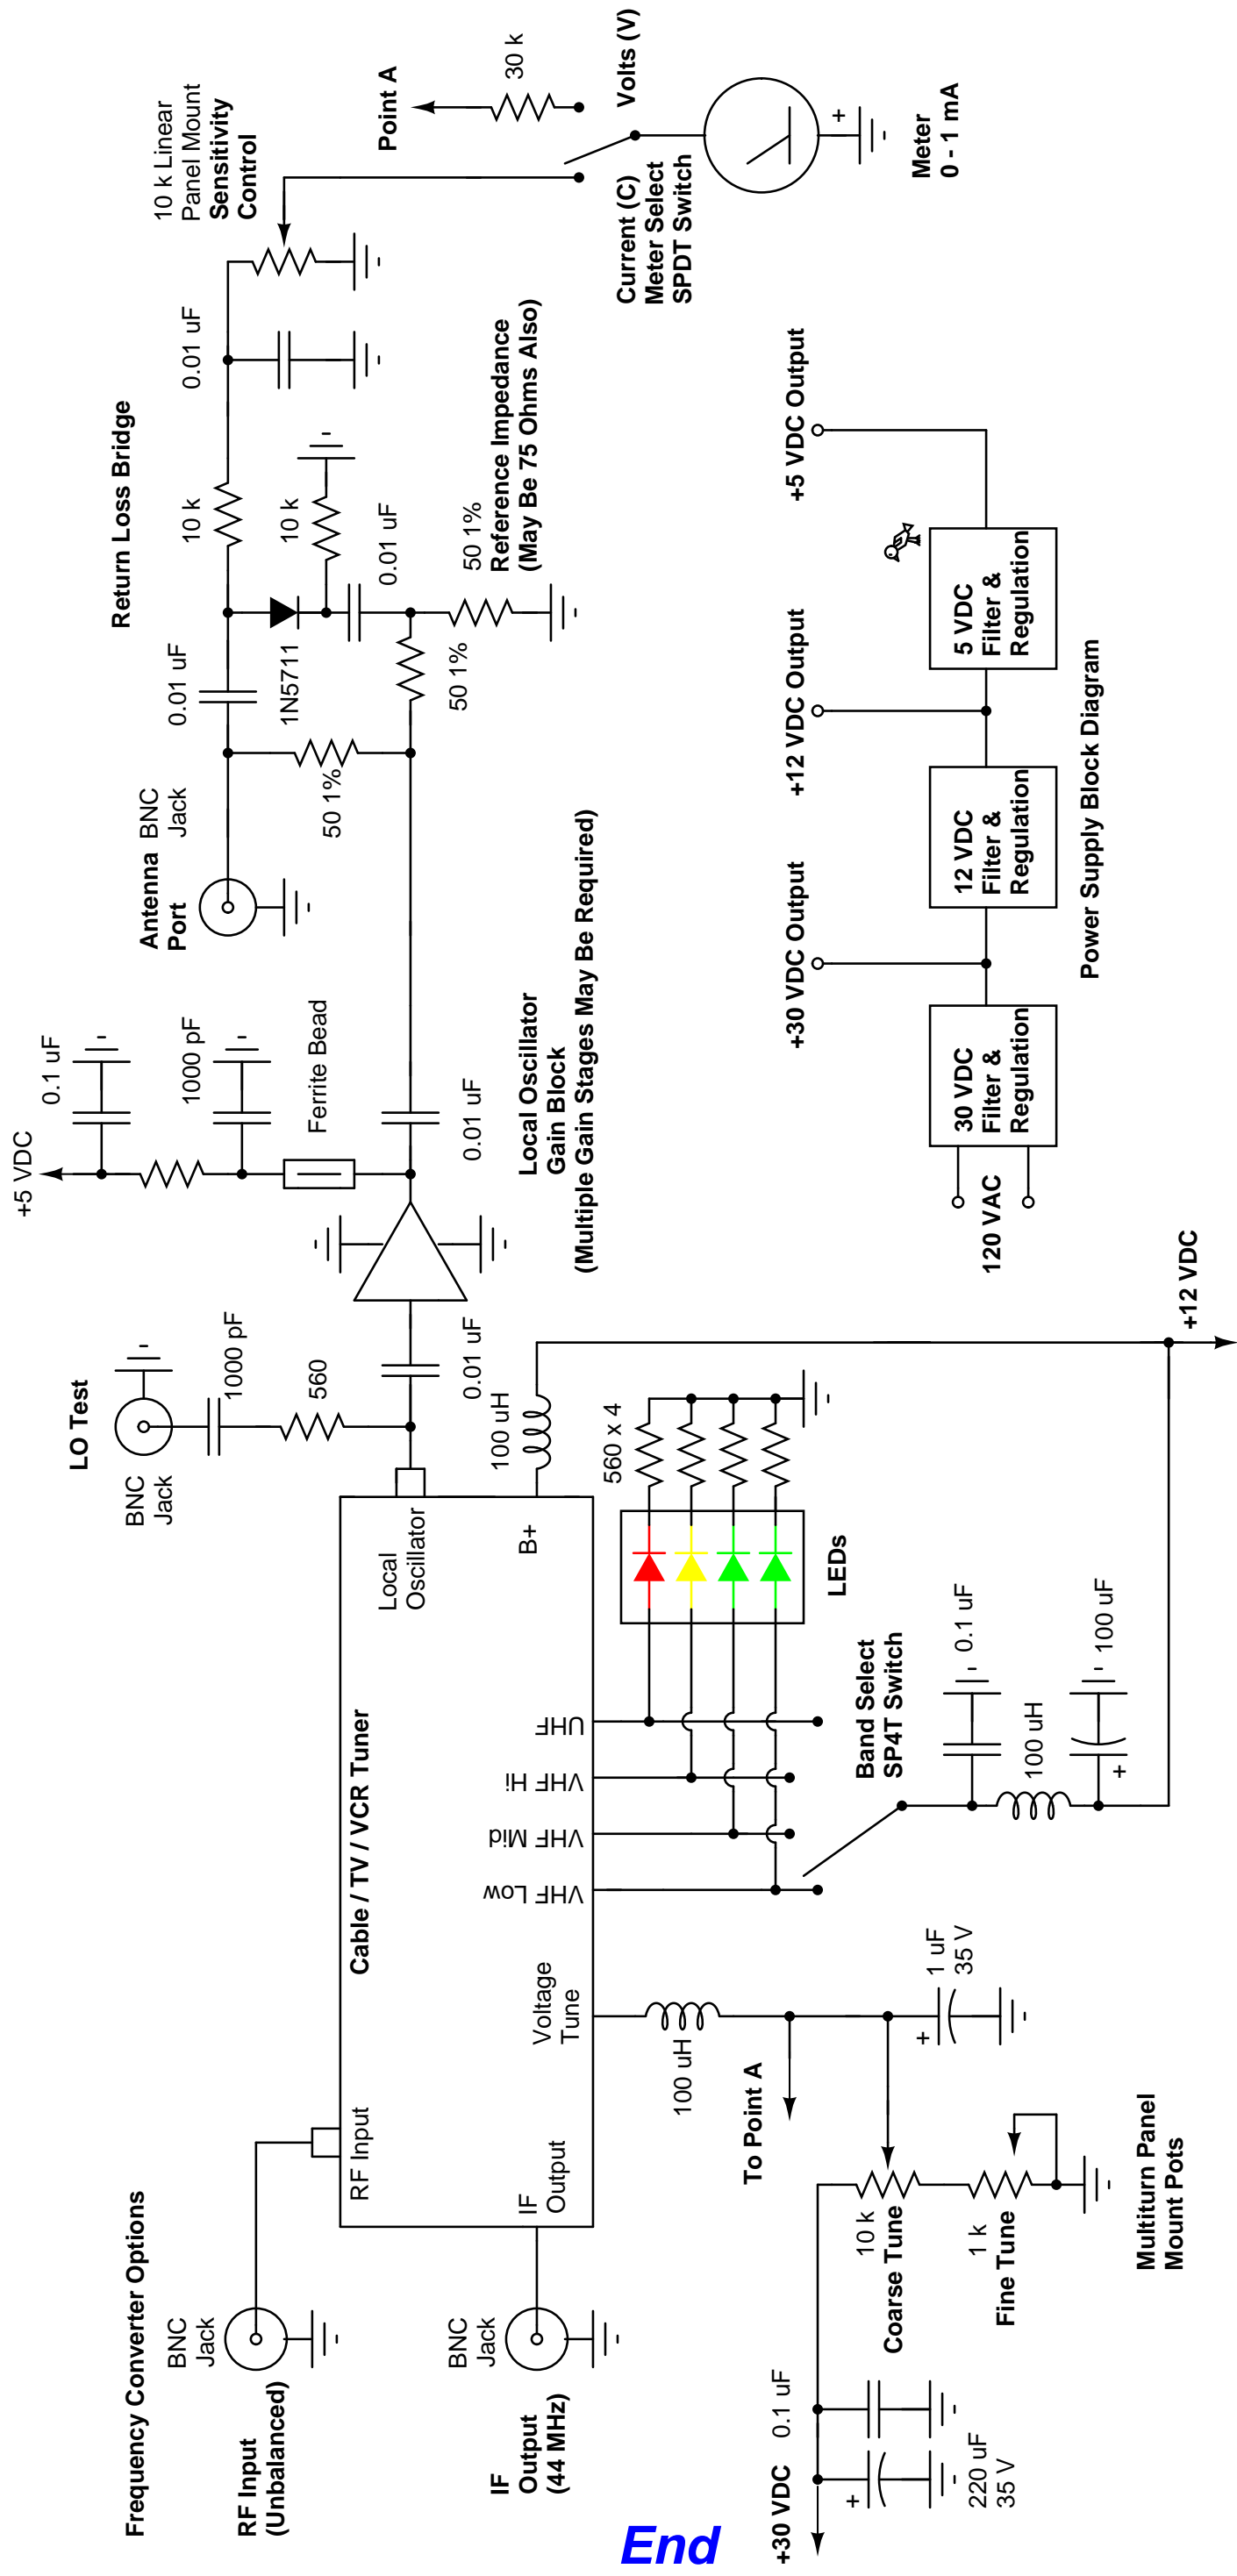 Frequency Converter Options
BNC
Jack
RF Input
(Unbalanced)
BNC
Jack
IF
Output
(44 MHz)
RF Input
IF
Output
Cable / TV / VCR Tuner
Voltage
Tune
VHF Low
VHF Mid
VHF Hi
UHF
Local
Oscillator
B+
LO Test
BNC
Jack
1000 pF
560
0.01 uF
100 uH
560 x 4
LEDs
Band Select
SP4T Switch
0.1 uF
100 uH
+
100 uF
+12 VDC
100 uH
To Point A
+
1 uF
35 V
10 k
Coarse Tune
1 k
Fine Tune
Multiturn Panel
Mount Pots
+30 VDC
0.1 uF
+
220 uF
35 V
+5 VDC
0.1 uF
1000 pF
Ferrite Bead
0.01 uF
Local Oscillator
Gain Block
(Multiple Gain Stages May Be Required)
Return Loss Bridge
Antenna
Port
BNC
Jack
0.01 uF
50 1%
1N5711
10 k
10 k
0.01 uF
50 1%
50 1%
Reference Impedance
(May Be 75 Ohms Also)
0.01 uF
10 k Linear
Panel Mount
Sensitivity
Control
Point A
30 k
Volts (V)
Current (C)
Meter Select
SPDT Switch
+
Meter
0 - 1 mA
+30 VDC Output
+12 VDC Output
+5 VDC Output
120 VAC
30 VDC
Filter &
Regulation
12 VDC
Filter &
Regulation
5 VDC
Filter &
Regulation
Power Supply Block Diagram
End